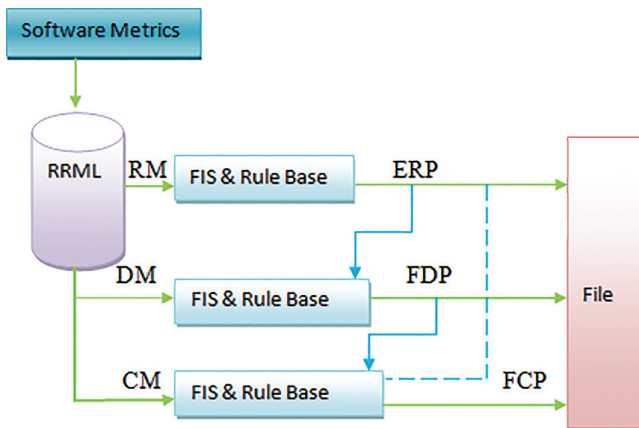 Software Metrics
RRML
RM
FIS & Rule Base
ERP
DM
FIS & Rule Base
FDP
File
CM
FIS & Rule Base
FCP